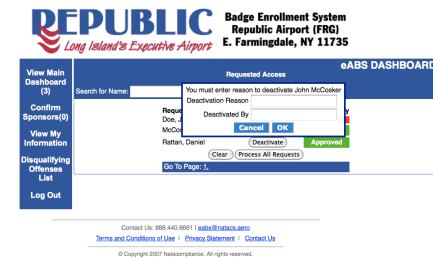 REPUBLIC
Long Island's Executive Airport
Badge Enrollment System
Republic Airport (FRG)
E. Farmingdale, NY 11735
eABS DASHBOARD
View Main
Dashboard
(3)
Confirm
Sponsors(0)
View My
Information
Disqualifying
Offenses
List
Log Out
Requested Access
Search for Name:
You must enter reason to deactivate John McCosker
Deactivation Reason
Deactivated By
Cancel OK
Reque
Doe, J
McCos
Rattan, Daniel Deactivate Approved
Clear Process All Requests
Go To Page: 1,
Contact Us: 888.440.6661 | eabs@natacs.aero
Terms and Conditions of Use | Privacy Statement | Contact Us
© Copyright 2007 Natacompliance. All rights reserved.